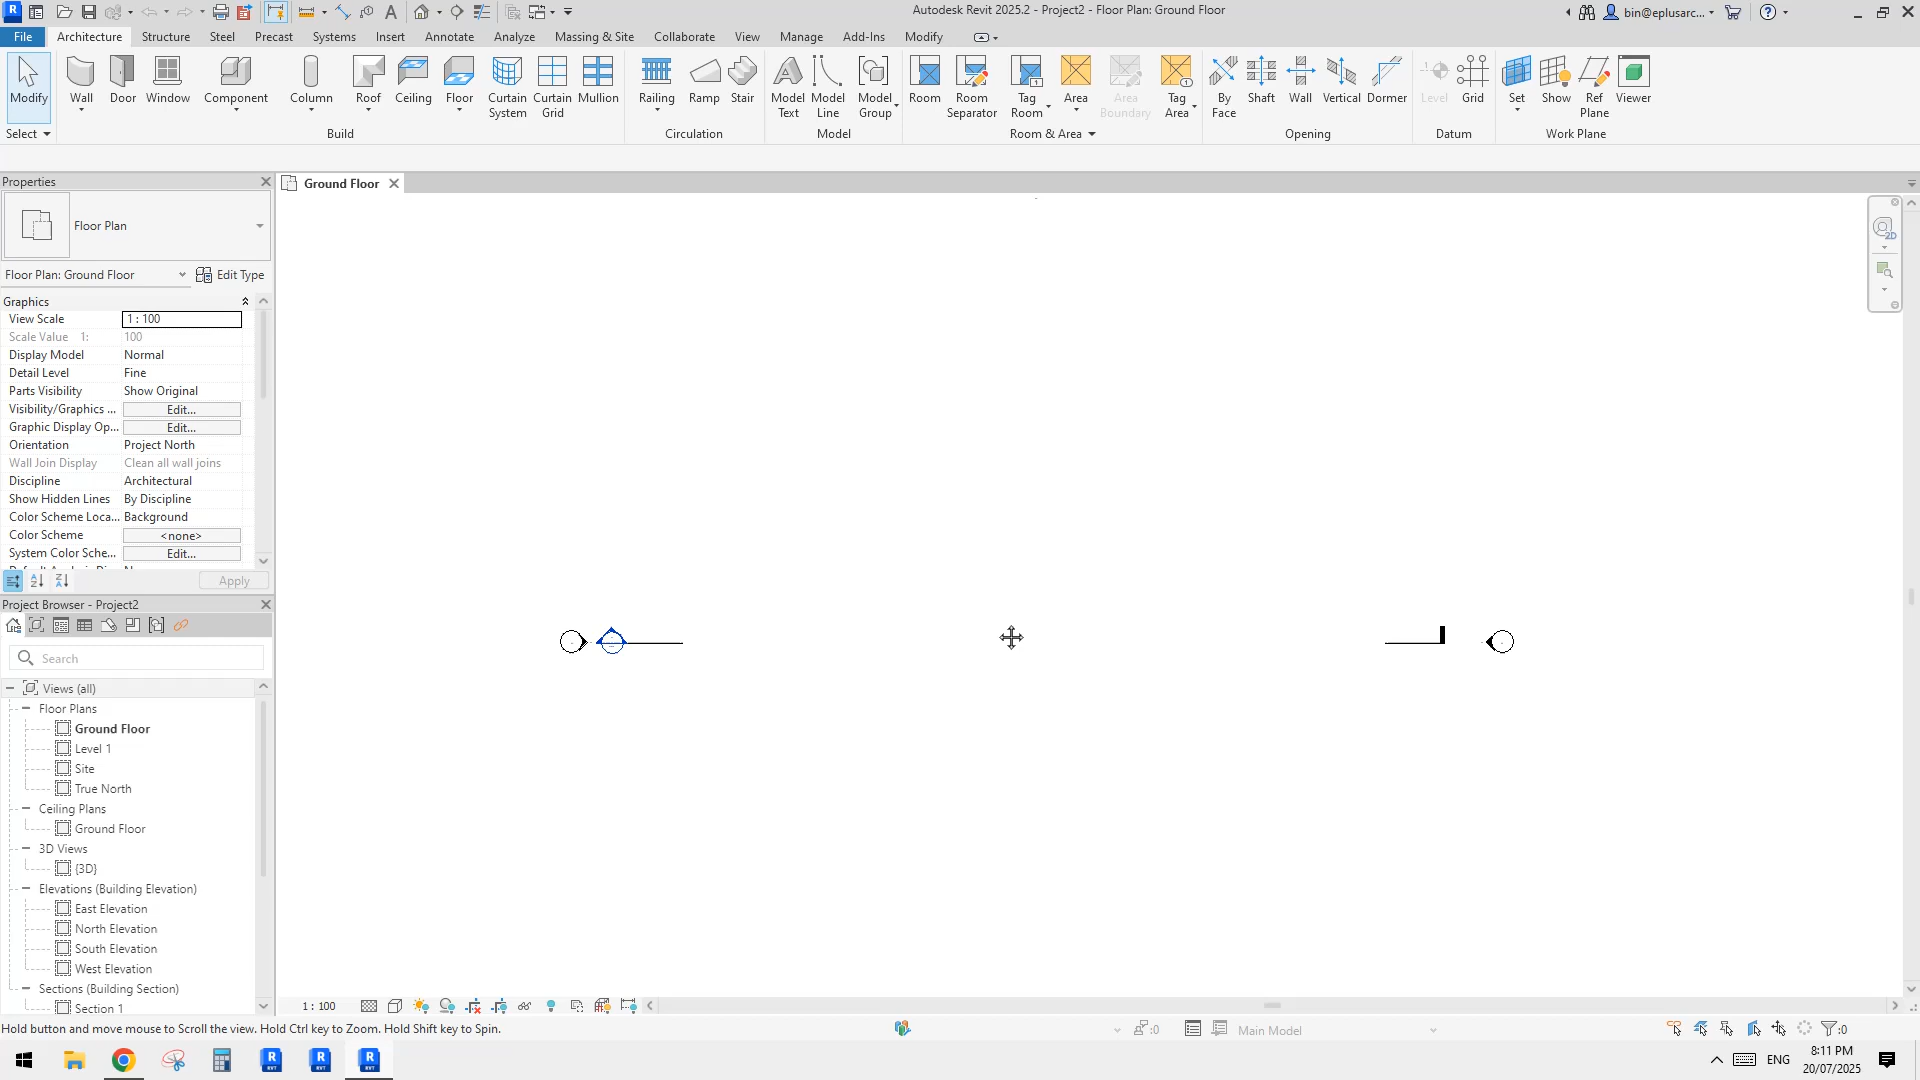 Autodesk Revit 2025.2 - Project2 - Floor Plan: Ground Floor
bin@eplusarc...
File Architecture Structure Steel Precast Systems Insert Annotate Analyze Massing & Site Collaborate View Manage Add-Ins Modify
Modify Wall Door Window Component Column Roof Ceiling Floor Curtain System Curtain Grid Mullion Railing Ramp Stair Model Text Model Line Model Group Room Room Separator Tag Room Area Area Boundary Tag Area By Face Shaft Wall Vertical Dormer Level Grid Set Show Ref Plane Viewer
Select Build Circulation Model Room & Area Opening Datum Work Plane
Properties
Ground Floor
Floor Plan
Floor Plan: Ground Floor Edit Type
Graphics
View Scale 1 : 100
Scale Value 1: 100
Display Model Normal
Detail Level Fine
Parts Visibility Show Original
Visibility/Graphics ... Edit...
Graphic Display Op... Edit...
Orientation Project North
Wall Join Display Clean all wall joins
Discipline Architectural
Show Hidden Lines By Discipline
Color Scheme Loca... Background
Color Scheme <none>
System Color Sche... Edit...
Apply
Project Browser - Project2
Search
Views (all)
Floor Plans
Ground Floor
Level 1
Site
True North
Ceiling Plans
Ground Floor
3D Views
{3D}
Elevations (Building Elevation)
East Elevation
North Elevation
South Elevation
West Elevation
Sections (Building Section)
Section 1
1 : 100
Hold button and move mouse to Scroll the view. Hold Ctrl key to Zoom. Hold Shift key to Spin.
:0 Main Model :0
ENG 8:11 PM
20/07/2025